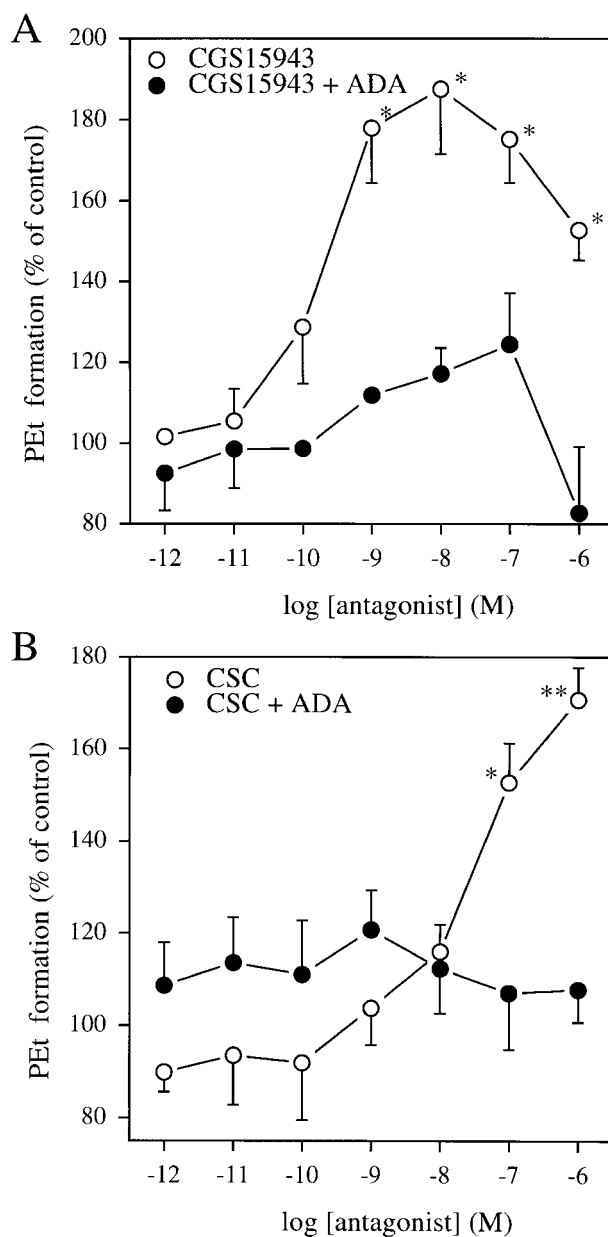 A
200
180
160
140
120
100
80
PEt formation (% of control)
CGS15943
CGS15943 + ADA
*
*
*
*
-12 -11 -10 -9 -8 -7 -6
log [antagonist] (M)
B
180
160
140
120
100
80
PEt formation (% of control)
CSC
CSC + ADA
**
*
-12 -11 -10 -9 -8 -7 -6
log [antagonist] (M)